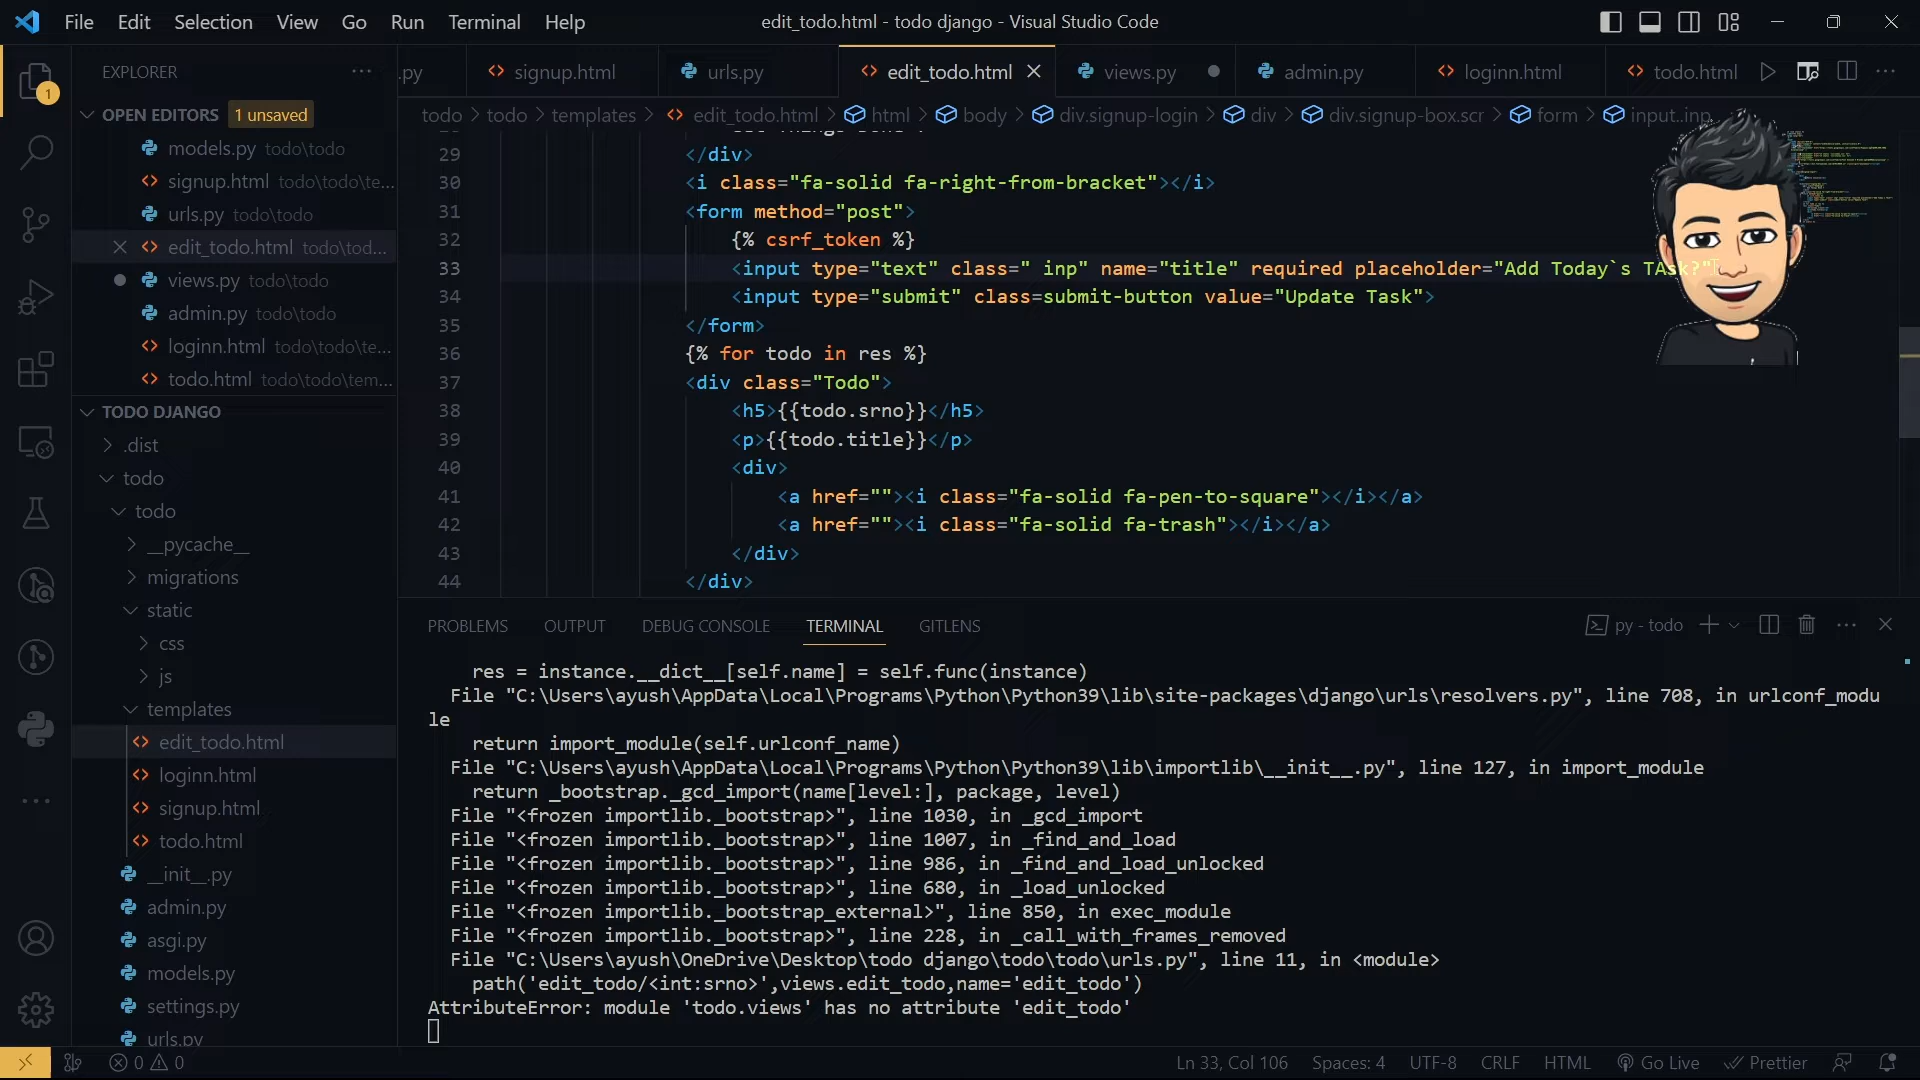 File Edit Selection View Go Run Terminal Help
edit_todo.html - todo django - Visual Studio Code
EXPLORER
.py
signup.html
urls.py
edit_todo.html
views.py
admin.py
loginn.html
todo.html
1
OPEN EDITORS 1 unsaved
models.py todo\todo
signup.html todo\todo\te...
urls.py todo\todo
edit_todo.html todo\tod...
views.py todo\todo
admin.py todo\todo
loginn.html todo\todo\te...
todo.html todo\todo\tem...
TODO DJANGO
.dist
todo
todo
__pycache__
migrations
static
css
js
templates
edit_todo.html
loginn.html
signup.html
todo.html
__init__.py
admin.py
asgi.py
models.py
settings.py
urls.py
todo > todo > templates > edit_todo.html > html > body > div.signup-login > div > div.signup-box.scr > form > input..inp
29 </div>
30 <i class="fa-solid fa-right-from-bracket"></i>
31 <form method="post">
32 {% csrf_token %}
33 <input type="text" class=" inp" name="title" required placeholder="Add Today`s TAsk?"
34 <input type="submit" class=submit-button value="Update Task">
35 </form>
36 {% for todo in res %}
37 <div class="Todo">
38 <h5>{{todo.srno}}</h5>
39 <p>{{todo.title}}</p>
40 <div>
41 <a href=""><i class="fa-solid fa-pen-to-square"></i></a>
42 <a href=""><i class="fa-solid fa-trash"></i></a>
43 </div>
44 </div>
PROBLEMS OUTPUT DEBUG CONSOLE TERMINAL GITLENS
py - todo
res = instance.__dict__[self.name] = self.func(instance)
File "C:\Users\ayush\AppData\Local\Programs\Python\Python39\lib\site-packages\django\urls\resolvers.py", line 708, in urlconf_modu
le
return import_module(self.urlconf_name)
File "C:\Users\ayush\AppData\Local\Programs\Python\Python39\lib\importlib\__init__.py", line 127, in import_module
return _bootstrap._gcd_import(name[level:], package, level)
File "<frozen importlib._bootstrap>", line 1030, in _gcd_import
File "<frozen importlib._bootstrap>", line 1007, in _find_and_load
File "<frozen importlib._bootstrap>", line 986, in _find_and_load_unlocked
File "<frozen importlib._bootstrap>", line 680, in _load_unlocked
File "<frozen importlib._bootstrap_external>", line 850, in exec_module
File "<frozen importlib._bootstrap>", line 228, in _call_with_frames_removed
File "C:\Users\ayush\OneDrive\Desktop\todo django\todo\todo\urls.py", line 11, in <module>
path('edit_todo/<int:srno>',views.edit_todo,name='edit_todo')
AttributeError: module 'todo.views' has no attribute 'edit_todo'
0 0
Ln 33, Col 106 Spaces: 4 UTF-8 CRLF HTML Go Live Prettier